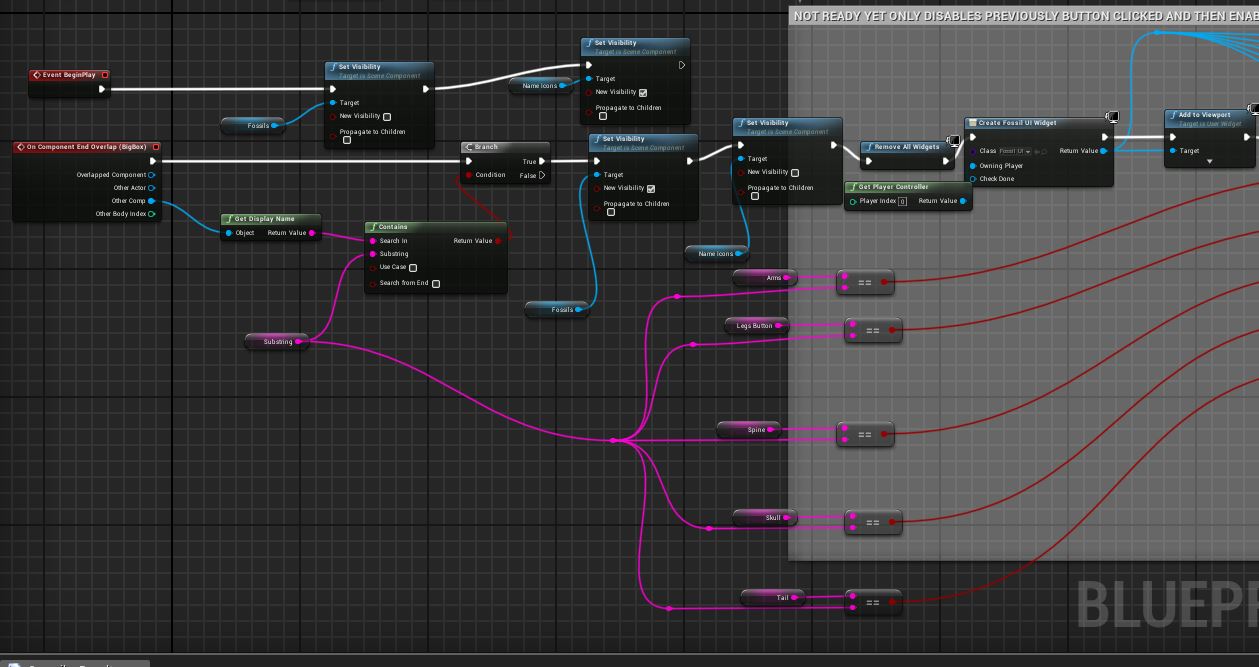 NOT READY YET ONLY DISABLES PREVIOUSLY BUTTON CLICKED AND THEN ENAB
Event BeginPlay
Set Visibility
Target is Scene Component
Target
New Visibility
Propagate to Children
Fossils
Set Visibility
Target is Scene Component
Target
New Visibility
Propagate to Children
Name Icons
On Component End Overlap (BigBox)
Overlapped Component
Other Actor
Other Comp
Other Body Index
Get Display Name
Object Return Value
Contains
Search In Return Value
Substring
Use Case
Search from End
Substring
Branch
True
Condition False
Set Visibility
Target is Scene Component
Target
New Visibility
Propagate to Children
Fossils
Set Visibility
Target is Scene Component
Target
New Visibility
Propagate to Children
Name Icons
Remove All Widgets
Get Player Controller
Player Index 0 Return Value
Create Fossil UI Widget
Class Fossil UI Return Value
Owning Player
Check Done
Add to Viewport
Target is User Widget
Target
Arms
==
Legs Button
==
Spine
==
Skull
==
Tail
==
BLUEPR